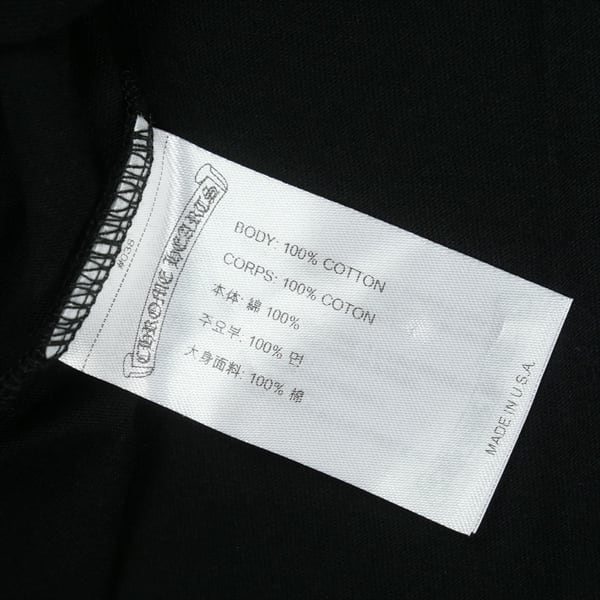 #038
CHROME HEARTS
BODY: 100% COTTON
CORPS: 100% COTON
本体: 綿 100%
주요부: 100% 면
大身面料: 100% 棉
MADE IN U.S.A.